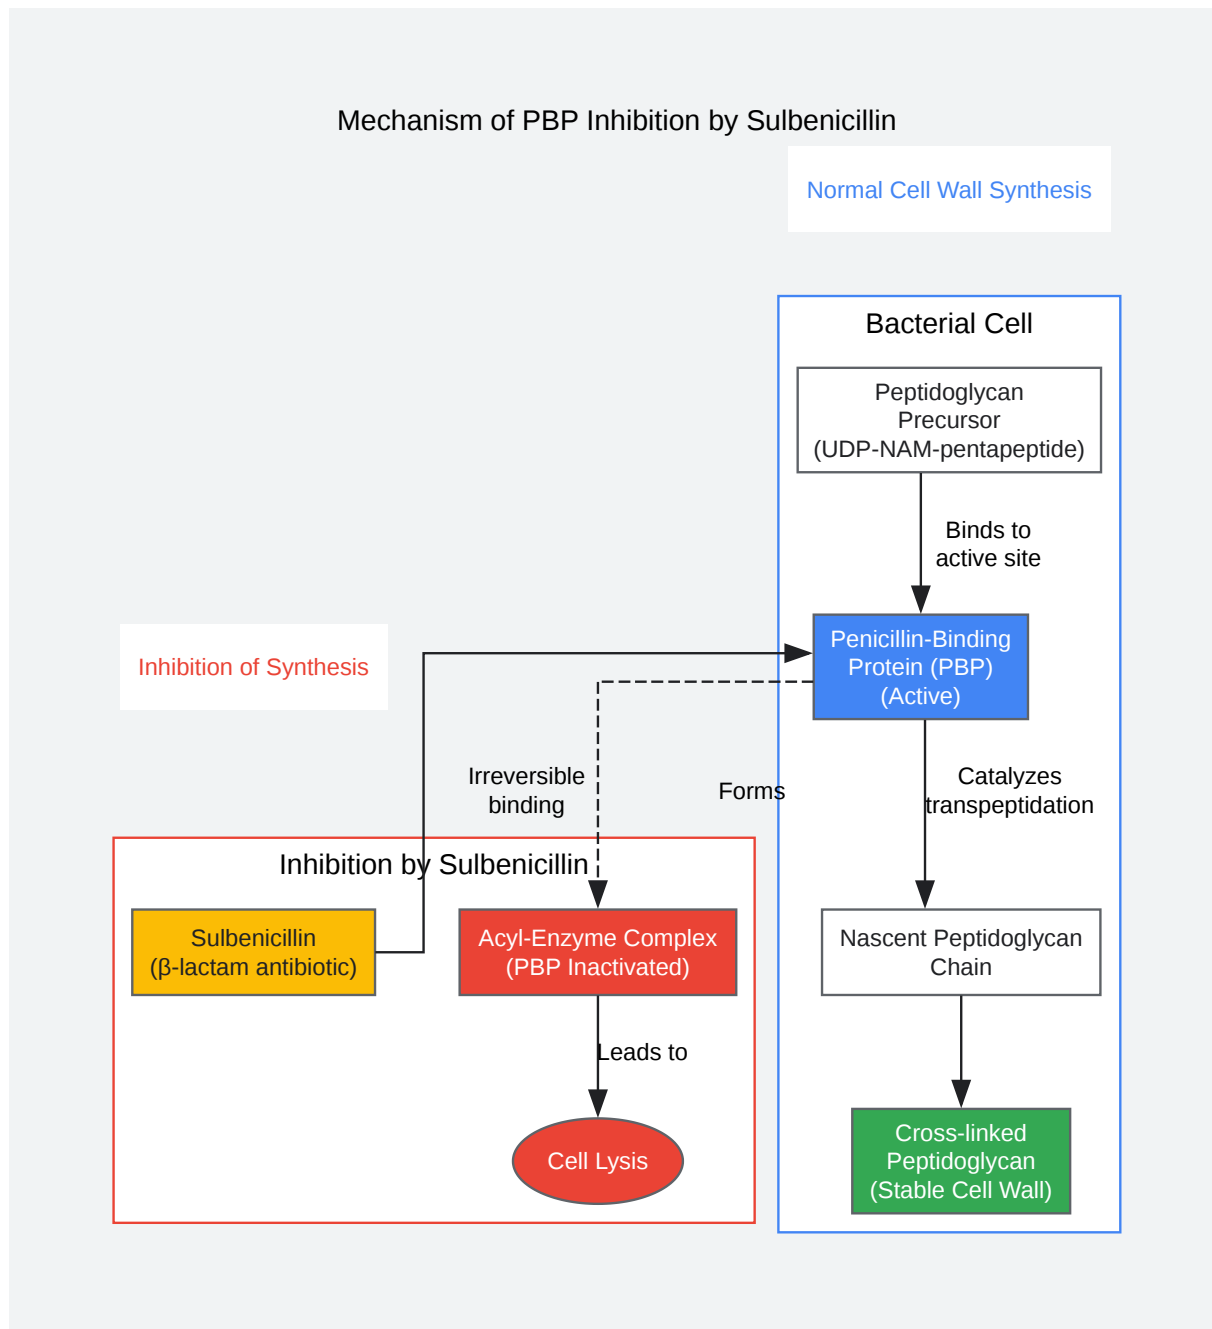 Mechanism of PBP Inhibition by Sulbenicillin
Normal Cell Wall Synthesis
Bacterial Cell
Peptidoglycan
Precursor
(UDP-NAM-pentapeptide)
Binds to
active site
Inhibition of Synthesis
Penicillin-Binding
Protein (PBP)
(Active)
Irreversible
binding
Forms
Catalyzes
transpeptidation
Inhibition by Sulbenicillin
Sulbenicillin
(β-lactam antibiotic)
Acyl-Enzyme Complex
(PBP Inactivated)
Nascent Peptidoglycan
Chain
Leads to
Cell Lysis
Cross-linked
Peptidoglycan
(Stable Cell Wall)